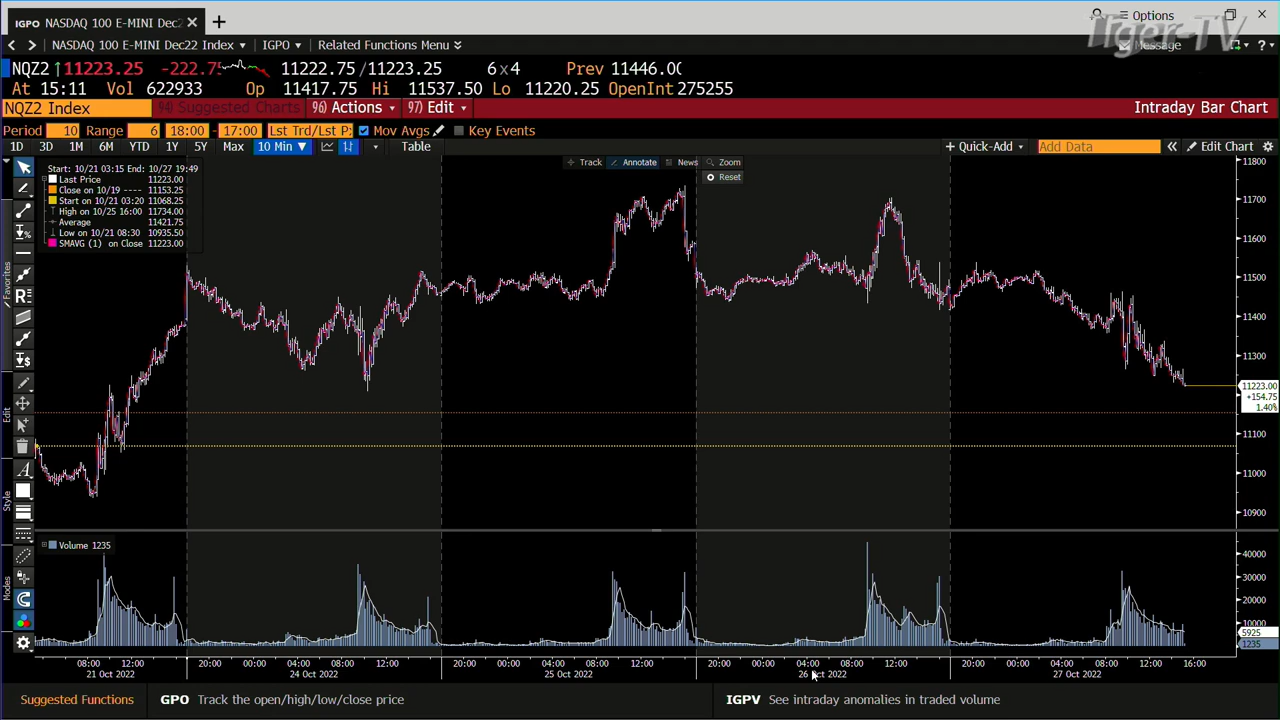 IGPO NASDAQ 100 E-MINI Dec2
Options
Tiger-TV
NASDAQ 100 E-MINI Dec22 Index
IGPO
Related Functions Menu
Message
NQZ2 ↑11223.25 -222.75 11222.75 /11223.25 6x4 Prev 11446.00
At 15:11 Vol 622933 Op 11417.75 Hi 11537.50 Lo 11220.25 OpenInt 275255
NQZ2 Index 94) Suggested Charts 96) Actions 97) Edit Intraday Bar Chart
Period 10 Range 6 18:00 - 17:00 Lst Trd/Lst P: Mov Avgs Key Events
1D 3D 1M 6M YTD 1Y 5Y Max 10 Min ▼ Table + Quick-Add Add Data « Edit Chart
Track Annotate News Zoom
Reset
Start: 10/21 03:15 End: 10/27 19:49
Last Price 11223.00
Close on 10/19 ---- 11153.25
Start on 10/21 03:20 11068.25
High on 10/25 16:00 11734.00
Average 11421.75
Low on 10/21 08:30 10935.50
SMAVG (1) on Close 11223.00
11800
11700
11600
11500
11400
11300
11223.00
+154.75
1.40%
11100
11000
10900
Favorites
Edit
Style
Modes
Volume 1235
40000
30000
20000
10000
5925
1235
08:00 12:00 20:00 00:00 04:00 08:00 12:00 20:00 00:00 04:00 08:00 12:00 20:00 00:00 04:00 08:00 12:00 20:00 00:00 04:00 08:00 12:00 16:00
21 Oct 2022 24 Oct 2022 25 Oct 2022 26 Oct 2022 27 Oct 2022
Suggested Functions GPO Track the open/high/low/close price IGPV See intraday anomalies in traded volume